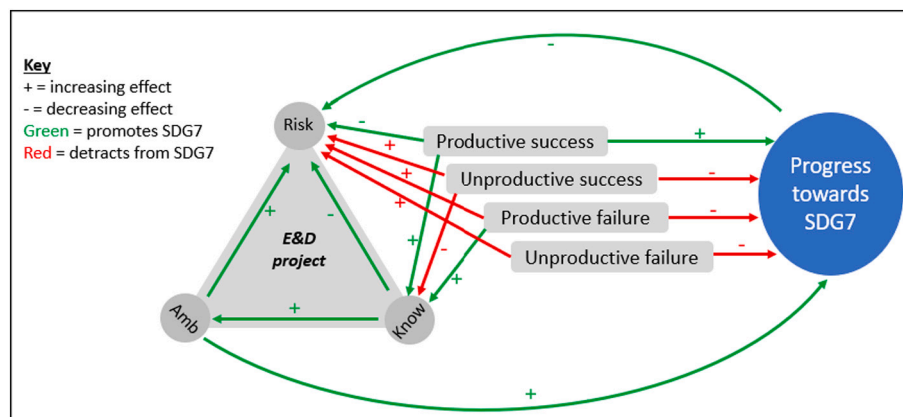 Key
+ = increasing effect
- = decreasing effect
Green = promotes SDG7
Red = detracts from SDG7
-
Risk
-
Productive success
+
+
Unproductive success
-
+
Productive failure
-
+
Unproductive failure
-
Progress
towards
SDG7
+
-
E&D
project
+
-
+
+
Amb
Know
+